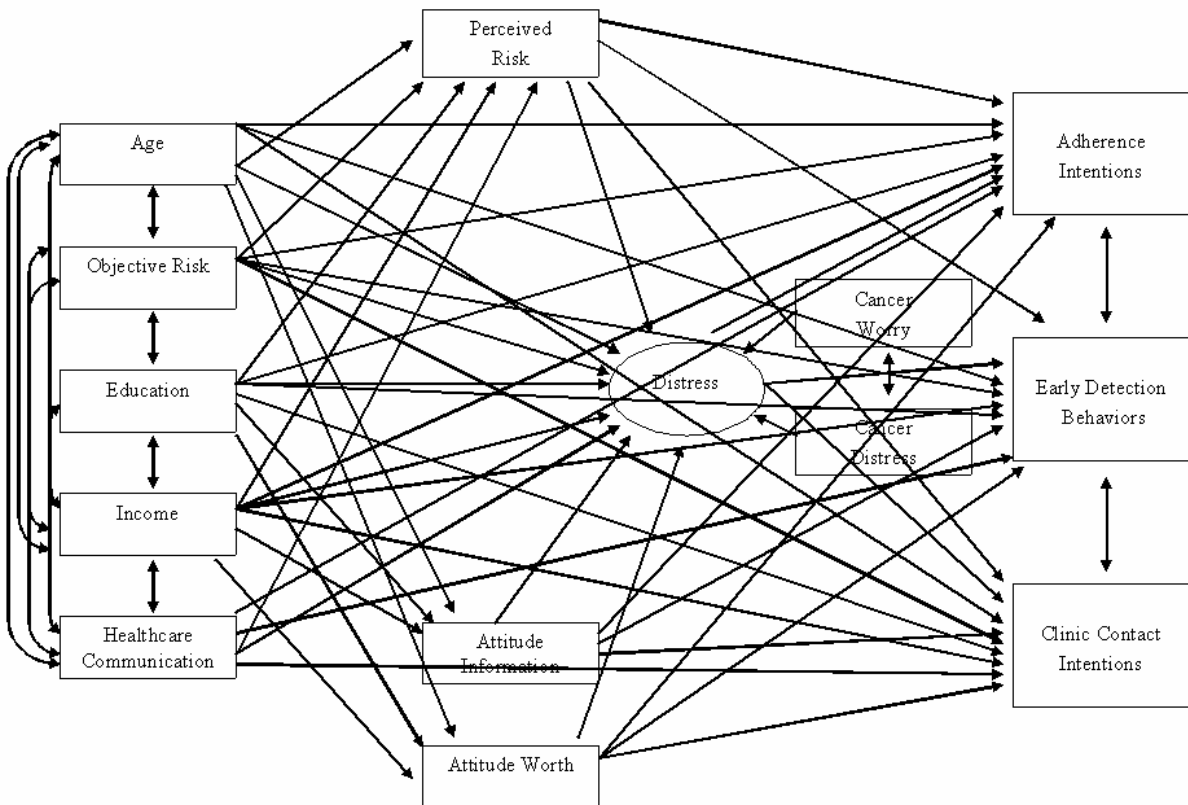 Perceived
Risk
Age
Adherence
Intentions
Objective Risk
Cancer
Worry
Education
Distress
Early Detection
Behaviors
Cancer
Distress
Income
Healthcare
Communication
Attitude
Information
Clinic Contact
Intentions
Attitude Worth